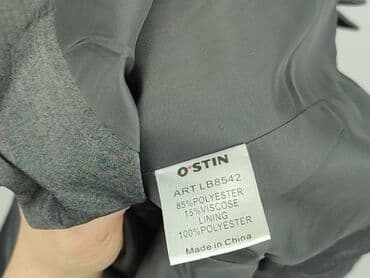 O'STIN
ART LB8542
85%POLYESTER
15%VISCOSE
LINING
100%POLYESTER
Made in China